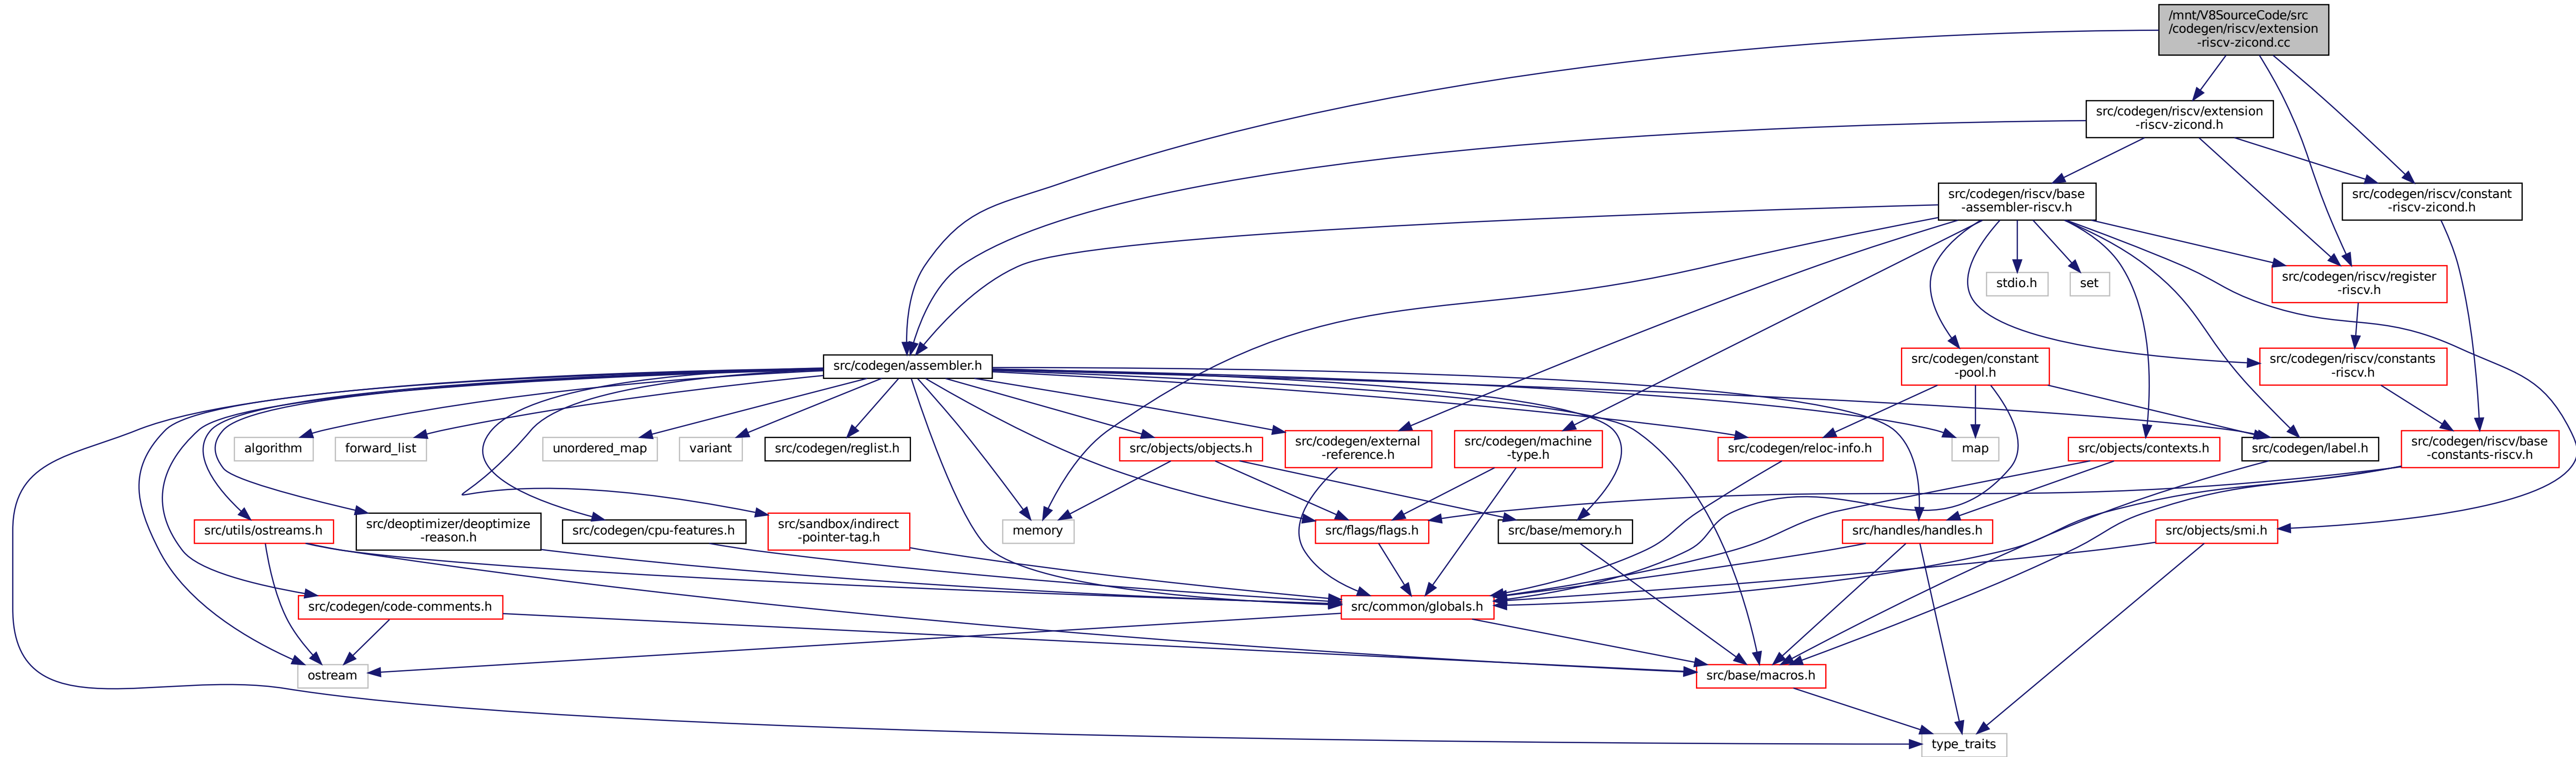 /mnt/V8SourceCode/src
/codegen/riscv/extension
-riscv-zicond.cc
src/codegen/riscv/extension
-riscv-zicond.h
src/codegen/riscv/base
-assembler-riscv.h
src/codegen/riscv/constant
-riscv-zicond.h
stdio.h
set
src/codegen/riscv/register
-riscv.h
src/codegen/assembler.h
src/codegen/constant
-pool.h
src/codegen/riscv/constants
-riscv.h
algorithm
forward_list
unordered_map
variant
src/codegen/reglist.h
src/objects/objects.h
src/codegen/external
-reference.h
src/codegen/machine
-type.h
src/codegen/reloc-info.h
map
src/objects/contexts.h
src/codegen/label.h
src/codegen/riscv/base
-constants-riscv.h
src/utils/ostreams.h
src/deoptimizer/deoptimize
-reason.h
src/codegen/cpu-features.h
src/sandbox/indirect
-pointer-tag.h
memory
src/flags/flags.h
src/base/memory.h
src/handles/handles.h
src/objects/smi.h
src/codegen/code-comments.h
src/common/globals.h
ostream
src/base/macros.h
type_traits